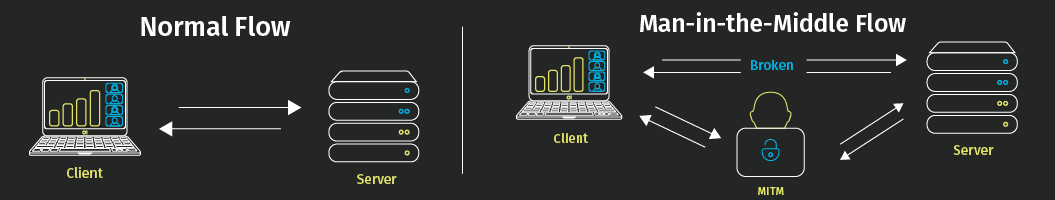 Normal Flow
Client
Server
Man-in-the-Middle Flow
Broken
Client
MITM
Server